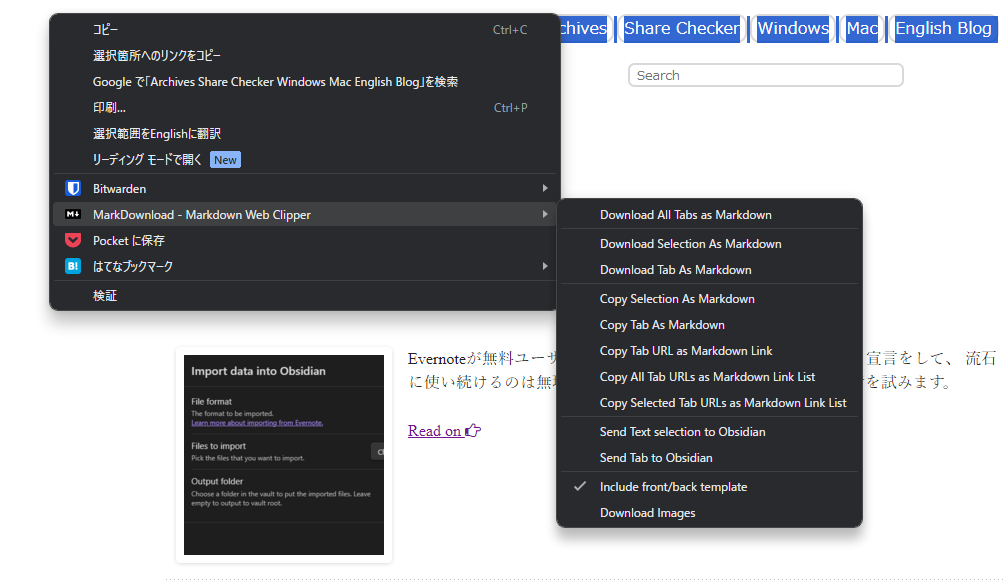 コピー Ctrl+C
選択箇所へのリンクをコピー
Google で「Archives Share Checker Windows Mac English Blog」を検索
印刷... Ctrl+P
選択範囲をEnglishに翻訳
リーディング モードで開く New
Bitwarden
MarkDownload - Markdown Web Clipper
Pocket に保存
はてなブックマーク
検証
chives Share Checker Windows Mac English Blog
Search
Download All Tabs as Markdown
Download Selection As Markdown
Download Tab As Markdown
Copy Selection As Markdown
Copy Tab As Markdown
Copy Tab URL as Markdown Link
Copy All Tab URLs as Markdown Link List
Copy Selected Tab URLs as Markdown Link List
Send Text selection to Obsidian
Send Tab to Obsidian
Include front/back template
Download Images
Import data into Obsidian
File format
The format to be imported.
Learn more about importing from Evernote.
Files to import
Pick the files that you want to import.
Output folder
Choose a folder in the vault to put the imported files. Leave
empty to output to vault root.
Evernoteが無料ユー 宣言をして、流石
に使い続けるのは無 を試みます。
Read on